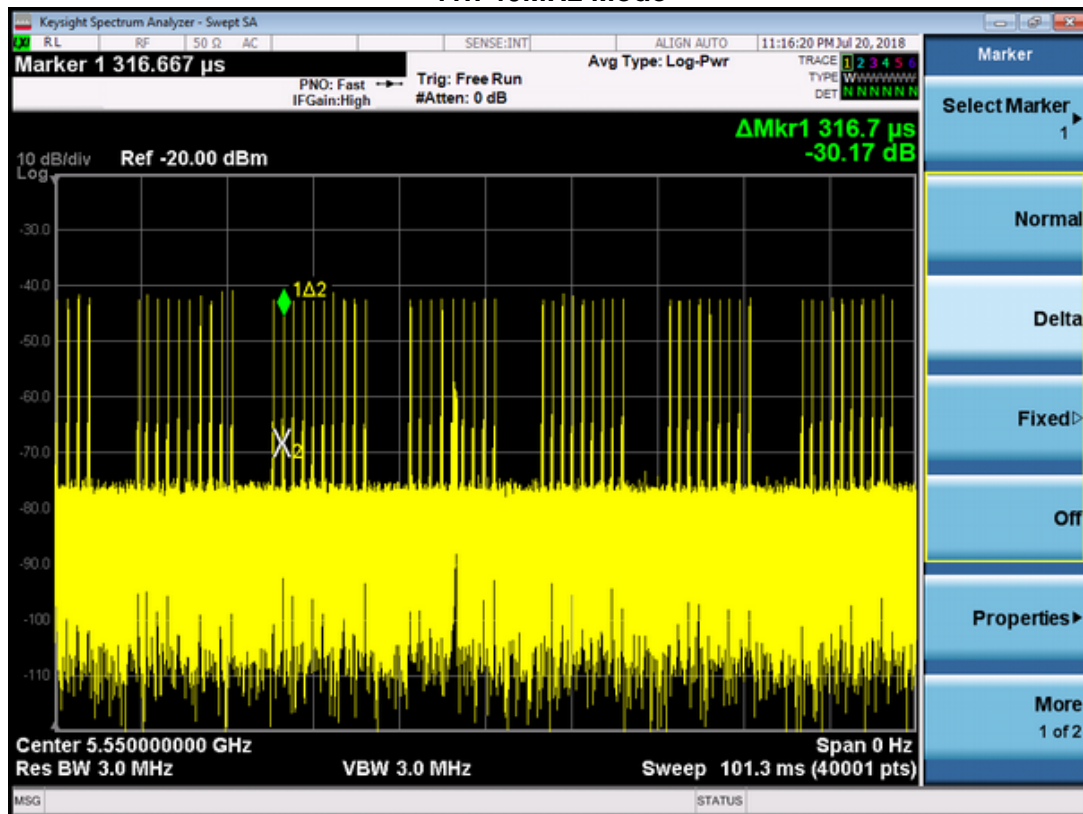 Keysight Spectrum Analyzer - Swept SA
RL RF 50 Ω AC SENSE:INT ALIGN AUTO 11:16:20 PM Jul 20, 2018
Marker 1 316.667 µs
PNO: Fast
IFGain:High
Trig: Free Run
#Atten: 0 dB
Avg Type: Log-Pwr
TRACE 1 2 3 4 5 6
TYPE WWWWWW
DET N N N N N N
ΔMkr1 316.7 µs
-30.17 dB
10 dB/div Ref -20.00 dBm
Log
-30.0
-40.0
-50.0
-60.0
-70.0
-80.0
-90.0
-100
-110
1Δ2
X2
Center 5.550000000 GHz
Span 0 Hz
Res BW 3.0 MHz
VBW 3.0 MHz
Sweep 101.3 ms (40001 pts)
MSG
STATUS
Marker
Select Marker
1
Normal
Delta
Fixed
Off
Properties
More
1 of 2